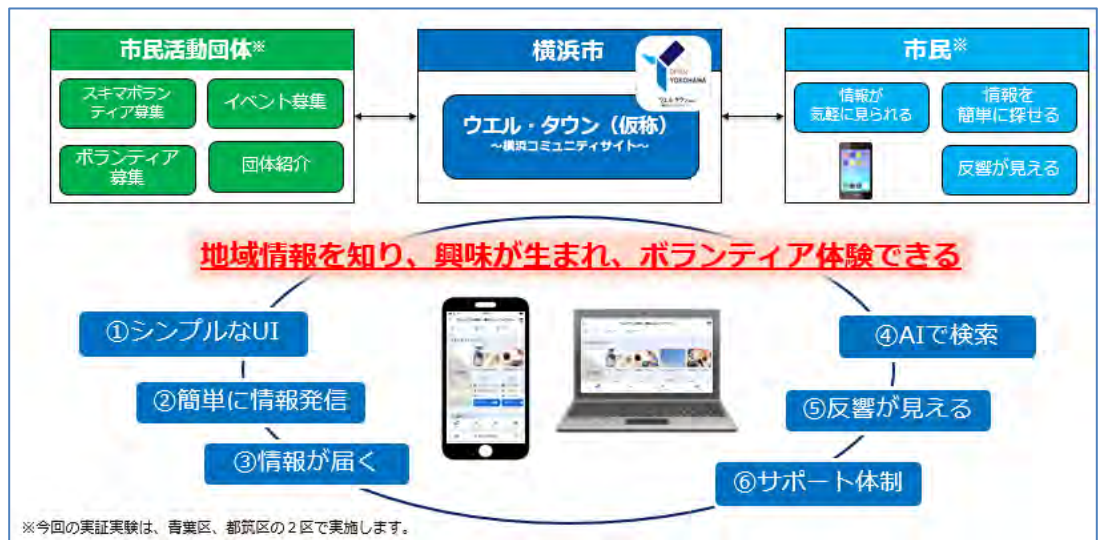 市民活動団体※
スキマボラン
ティア募集
イベント募集
ボランティア
募集
団体紹介
横浜市
OPEN
YOKOHAMA
ウエル・タウン（仮称）
～横浜コミュニティサイト～
市民※
情報が
気軽に見られる
情報を
簡単に探せる
反響が見える
地域情報を知り、興味が生まれ、ボランティア体験できる
①シンプルなUI
②簡単に情報発信
③情報が届く
④AIで検索
⑤反響が見える
⑥サポート体制
※今回の実証実験は、青葉区、都筑区の２区で実施します。